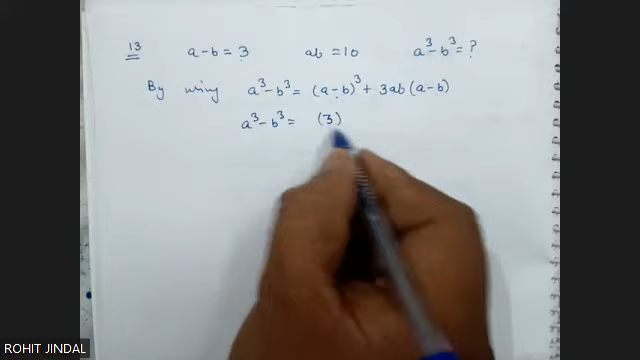 13 a-b = 3 ab = 10 a³-b³ = ?
By using a³-b³ = (a-b)³ + 3ab(a-b)
a³-b³ = (3)
ROHIT JINDAL